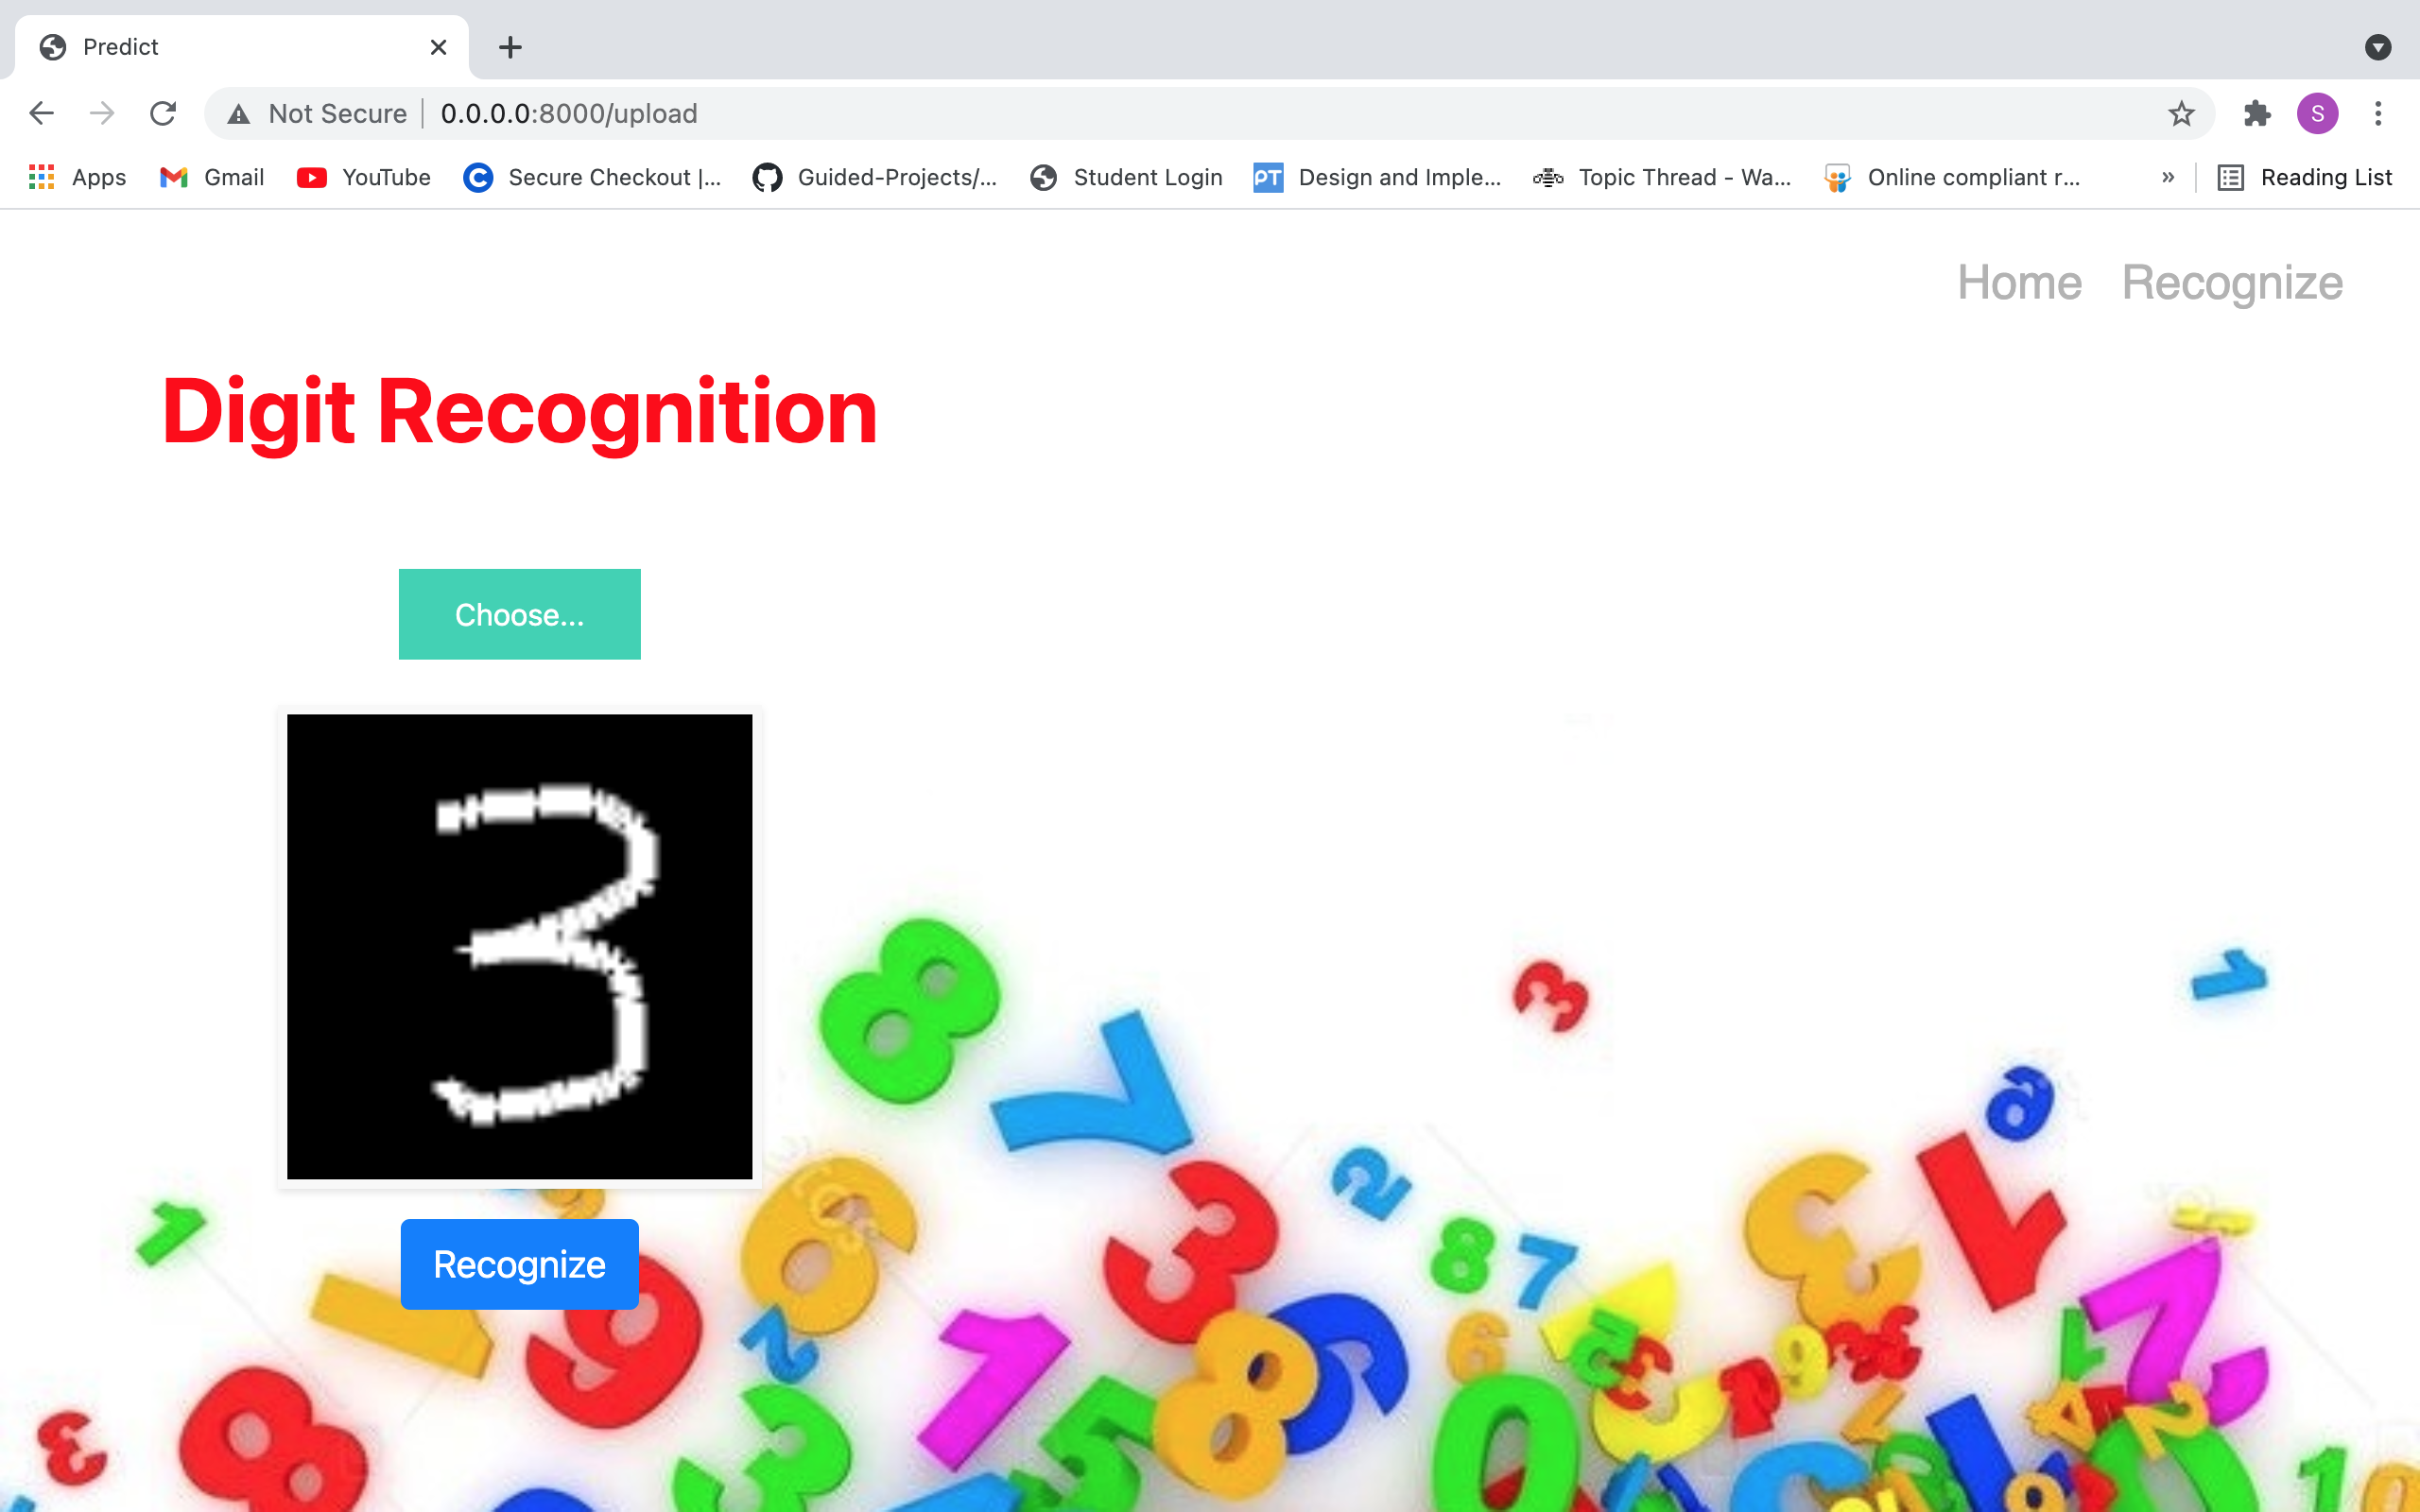 Predict
Not Secure 0.0.0.0:8000/upload S
Apps Gmail YouTube Secure Checkout |... Guided-Projects/... Student Login PT Design and Imple... Topic Thread - Wa... Online compliant r... » Reading List
Home Recognize
Digit Recognition
Choose...
3
Recognize